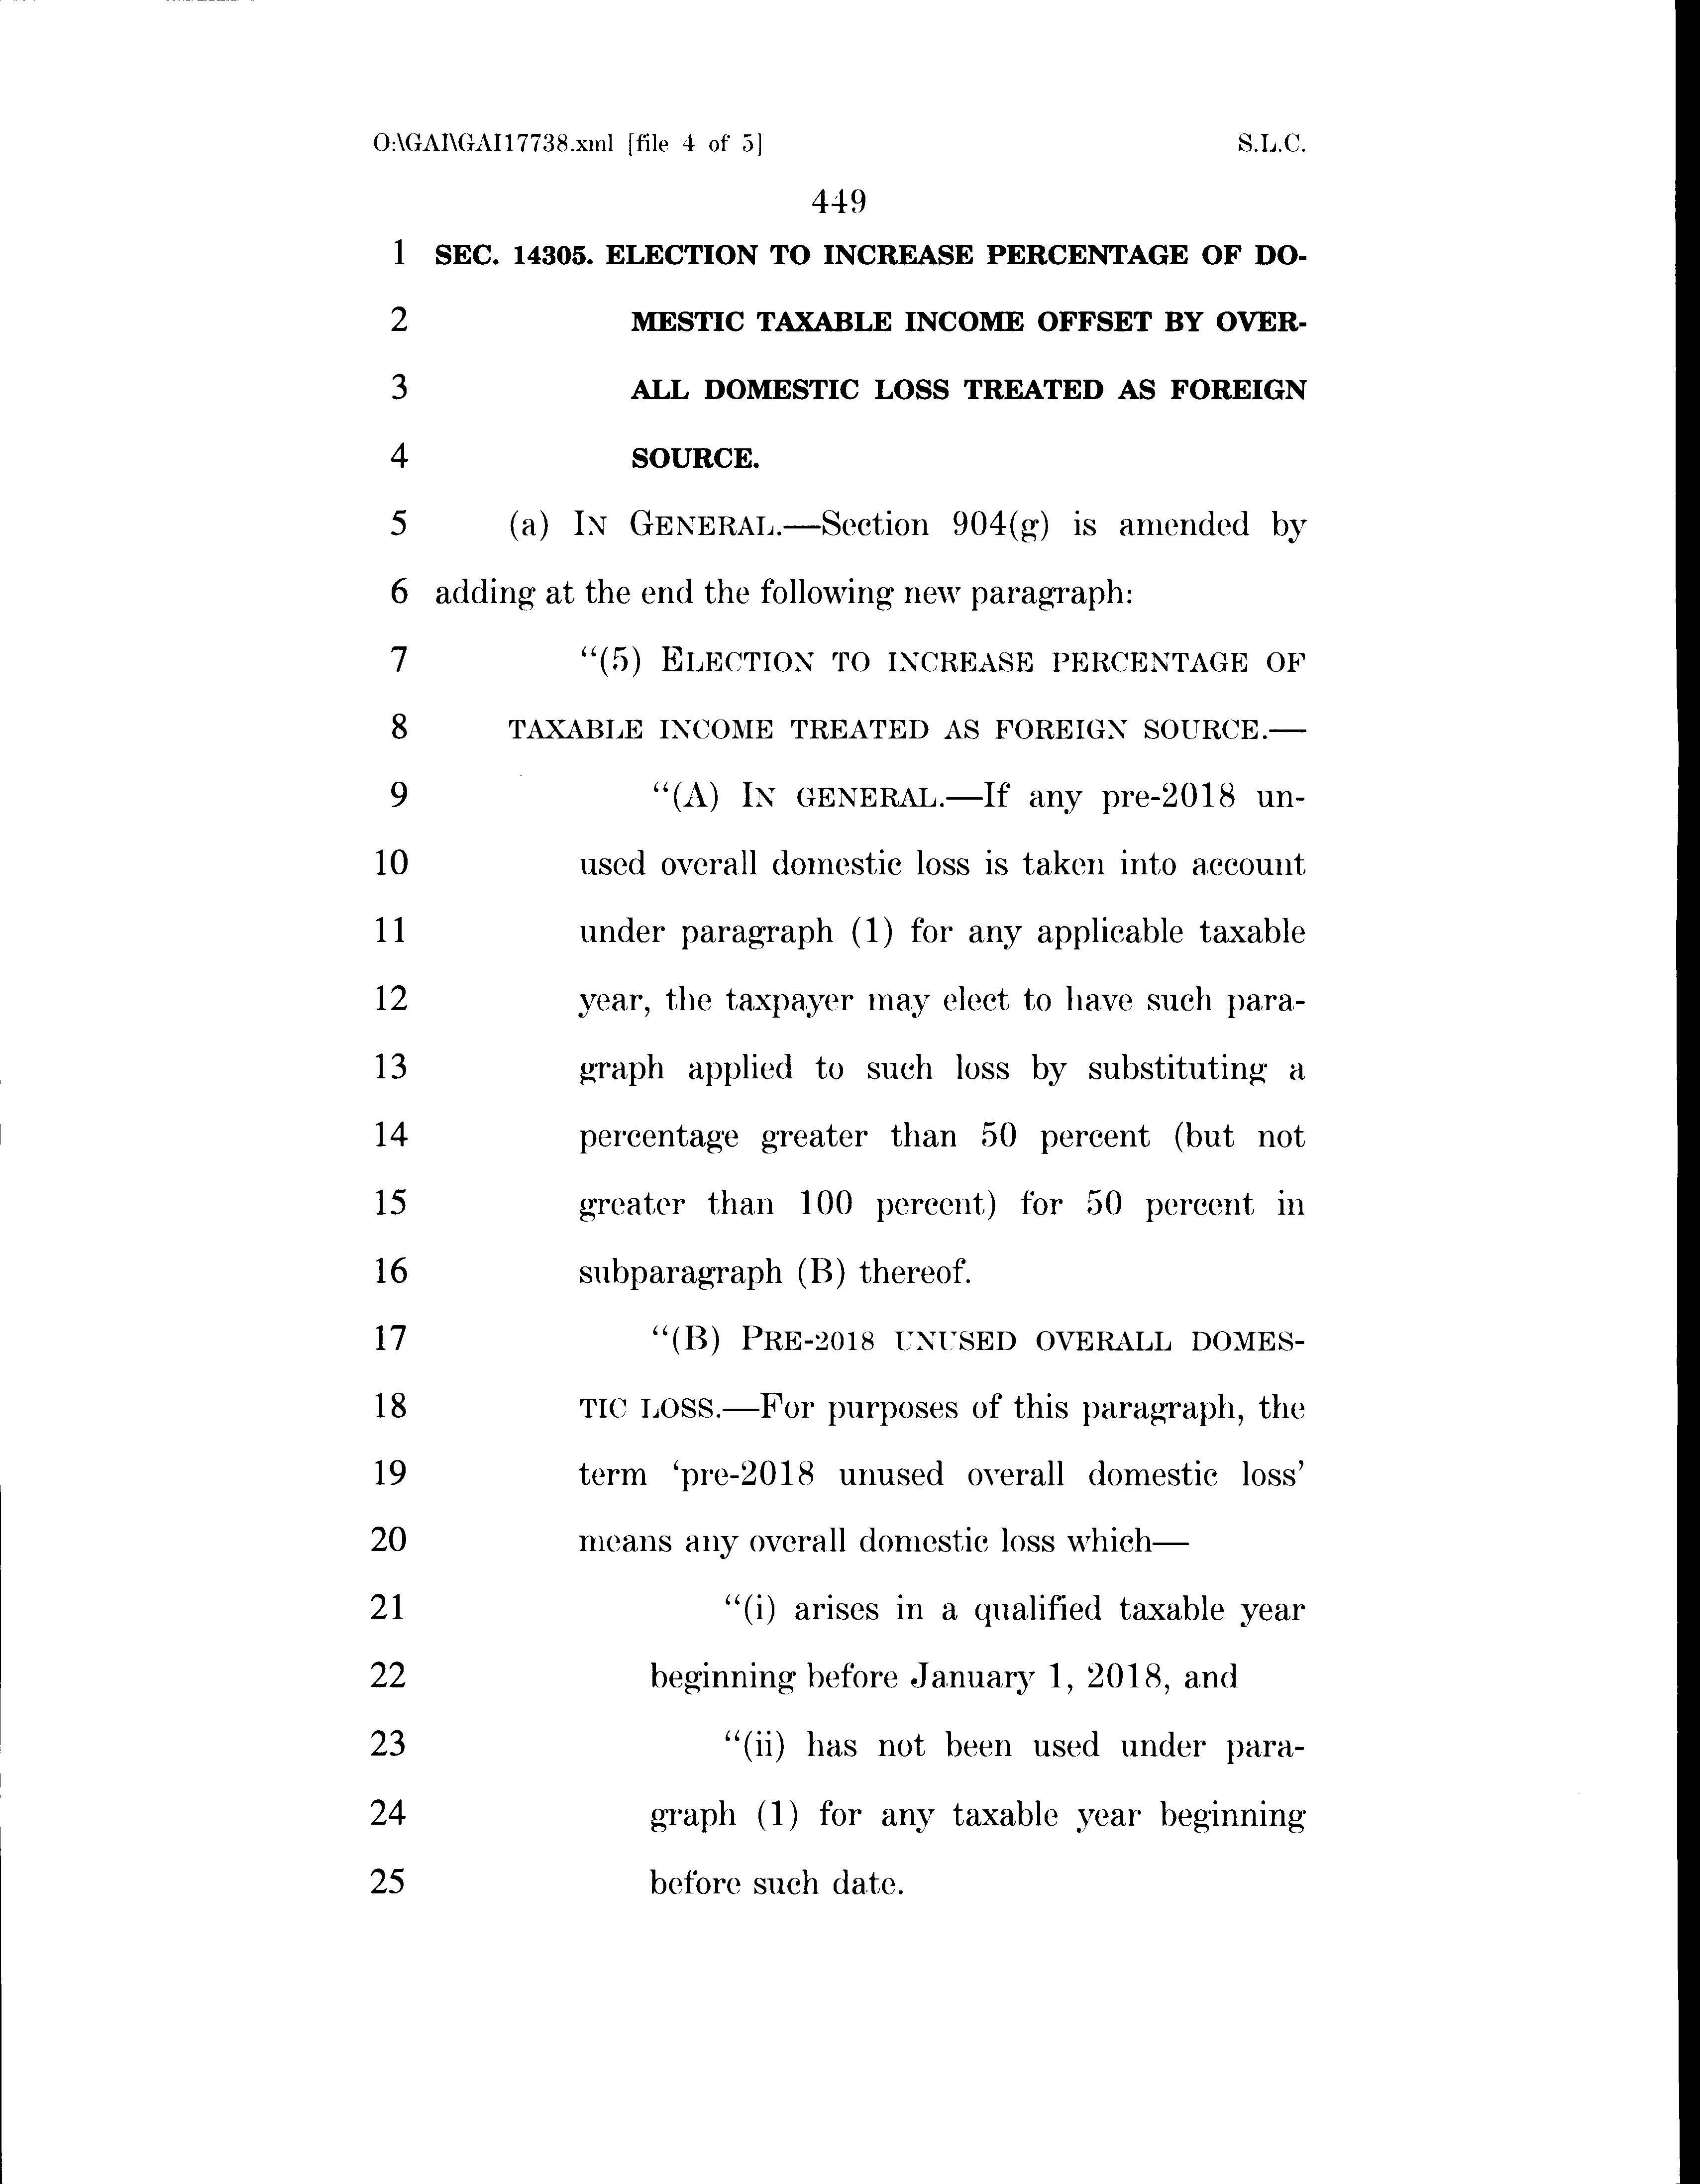 O:\GAI\GAI17738.xml [file 4 of 5] S.L.C.
449
1 SEC. 14305. ELECTION TO INCREASE PERCENTAGE OF DO-
2 MESTIC TAXABLE INCOME OFFSET BY OVER-
3 ALL DOMESTIC LOSS TREATED AS FOREIGN
4 SOURCE.
5 (a) IN GENERAL.—Section 904(g) is amended by
6 adding at the end the following new paragraph:
7 “(5) ELECTION TO INCREASE PERCENTAGE OF
8 TAXABLE INCOME TREATED AS FOREIGN SOURCE.—
9 “(A) IN GENERAL.—If any pre-2018 un-
10 used overall domestic loss is taken into account
11 under paragraph (1) for any applicable taxable
12 year, the taxpayer may elect to have such para-
13 graph applied to such loss by substituting a
14 percentage greater than 50 percent (but not
15 greater than 100 percent) for 50 percent in
16 subparagraph (B) thereof.
17 “(B) PRE-2018 UNUSED OVERALL DOMES-
18 TIC LOSS.—For purposes of this paragraph, the
19 term ‘pre-2018 unused overall domestic loss’
20 means any overall domestic loss which—
21 “(i) arises in a qualified taxable year
22 beginning before January 1, 2018, and
23 “(ii) has not been used under para-
24 graph (1) for any taxable year beginning
25 before such date.